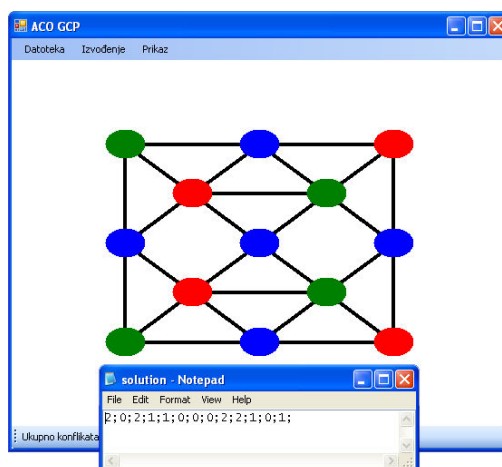 ACO GCP
Datoteka Izvođenje Prikaz
solution - Notepad
File Edit Format View Help
2;0;2;1;1;0;0;0;2;2;1;0;1;
Ukupno konflikata